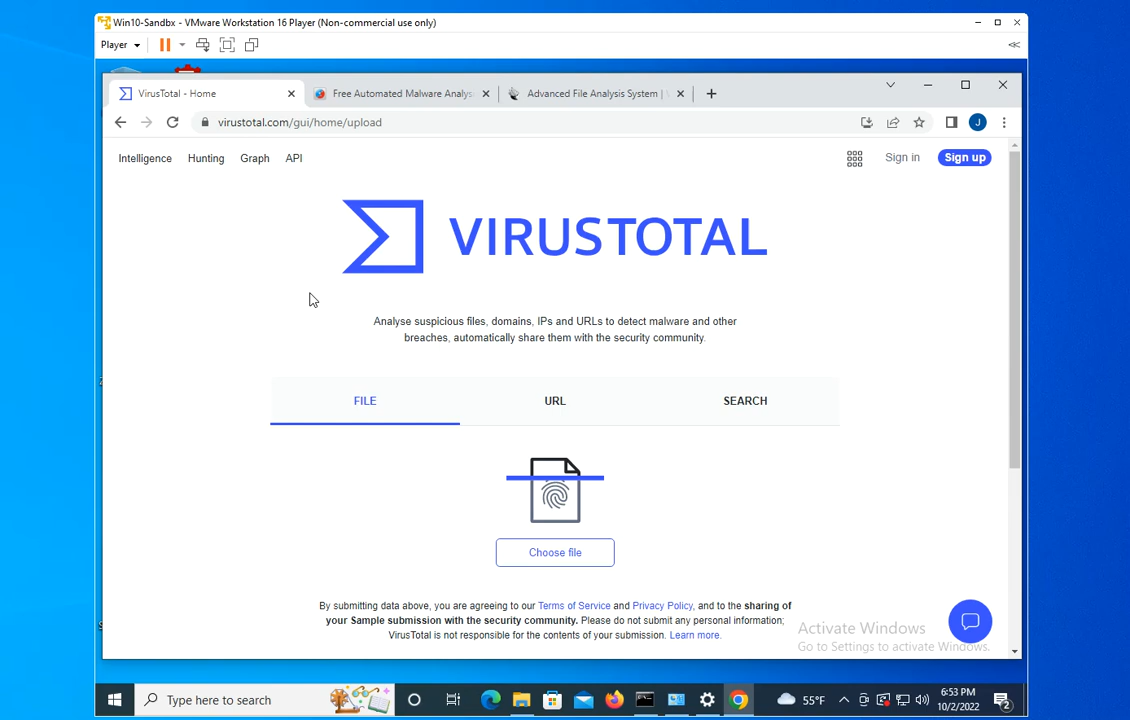 Win10-Sandbx - VMware Workstation 16 Player (Non-commercial use only)
Player
VirusTotal - Home
Free Automated Malware Analys
Advanced File Analysis System |
virustotal.com/gui/home/upload
J
Intelligence
Hunting
Graph
API
Sign in
Sign up
VIRUSTOTAL
Analyse suspicious files, domains, IPs and URLs to detect malware and other
breaches, automatically share them with the security community.
FILE
URL
SEARCH
Choose file
By submitting data above, you are agreeing to our Terms of Service and Privacy Policy, and to the sharing of
your Sample submission with the security community. Please do not submit any personal information;
VirusTotal is not responsible for the contents of your submission. Learn more.
Activate Windows
Go to Settings to activate Windows.
Type here to search
55°F
6:53 PM
10/2/2022
2